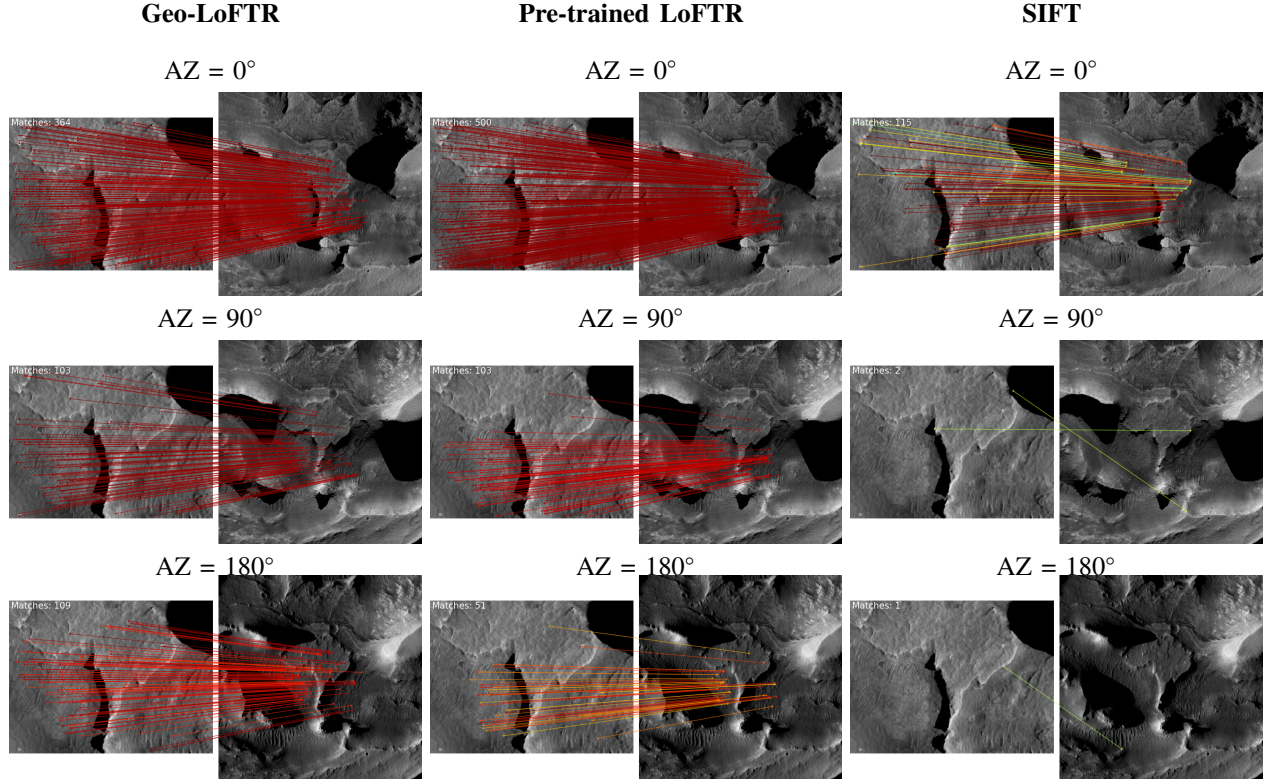 Geo-LoFTR Pre-trained LoFTR SIFT
AZ = 0° AZ = 0° AZ = 0°
Matches: 364 Matches: 500 Matches: 115
AZ = 90° AZ = 90° AZ = 90°
Matches: 103 Matches: 103 Matches: 2
AZ = 180° AZ = 180° AZ = 180°
Matches: 109 Matches: 51 Matches: 1